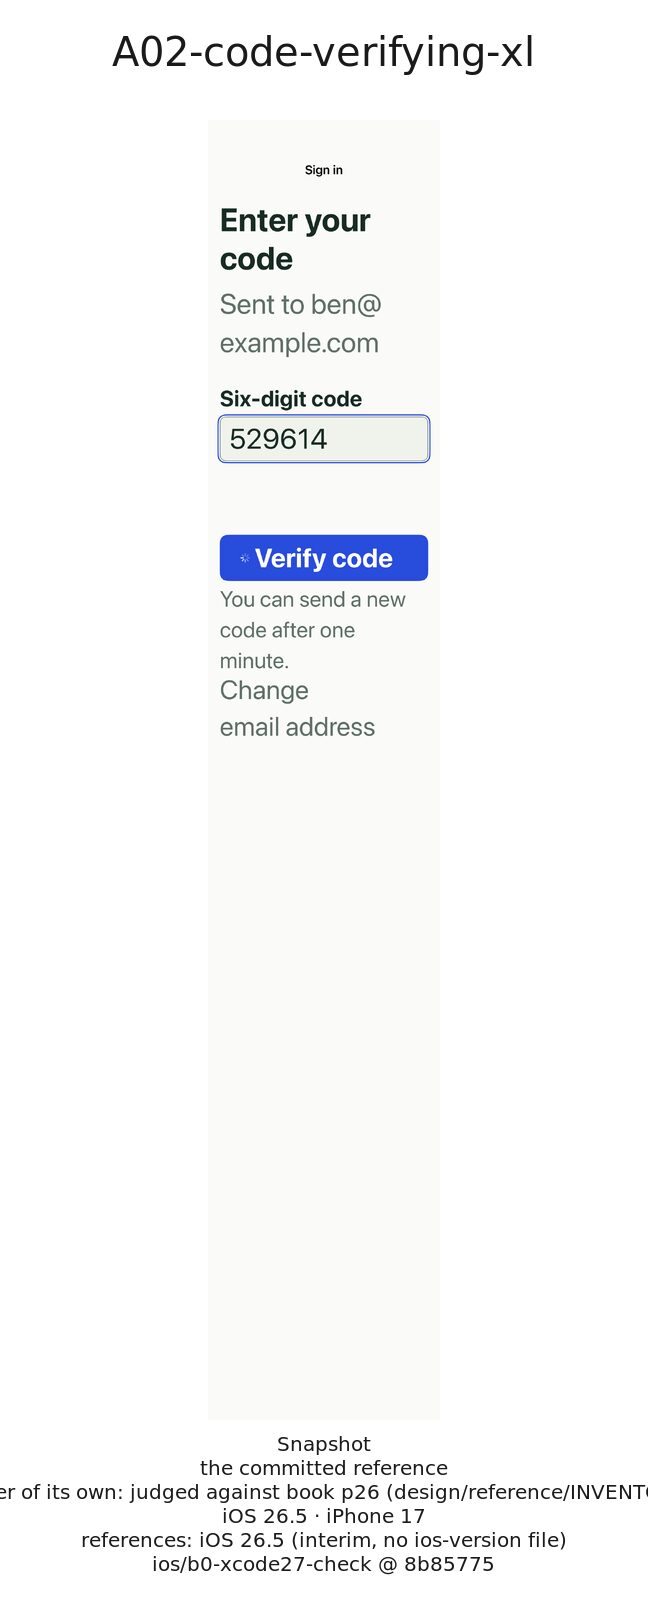 A02-code-verifying-xl
Sign in
Enter your
code
Sent to ben@
example.com
Six-digit code
529614
Verify code
You can send a new
code after one
minute.
Change
email address
Snapshot
the committed reference
of its own: judged against book p26 (design/reference/
iOS 26.5 · iPhone 17
references: iOS 26.5 (interim, no ios-version file)
ios/b0-xcode27-check @ 8b85775